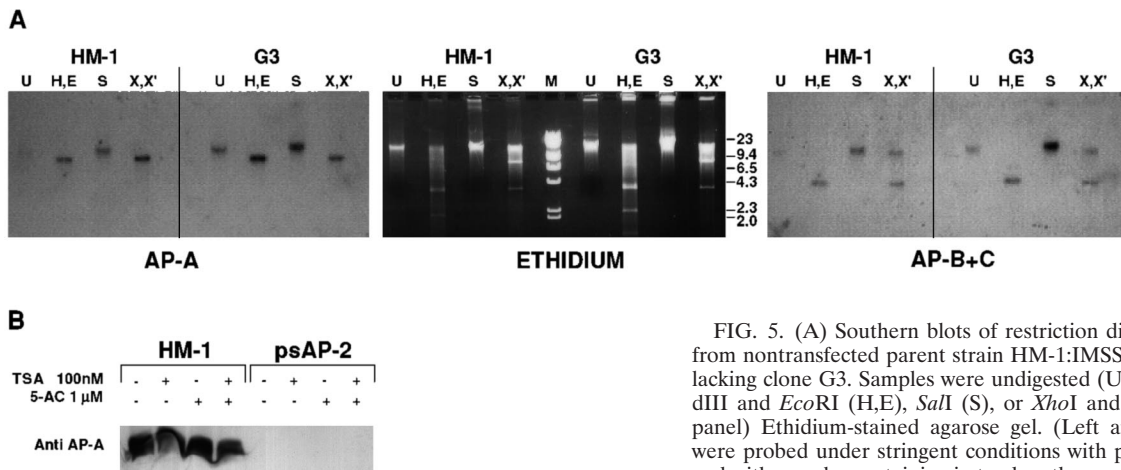 A
HM-1 G3 HM-1 G3 HM-1 G3
U H,E S X,X' U H,E S X,X' U H,E S X,X' M U H,E S X,X' U H,E S X,X' U H,E S X,X'
23
9.4
6.5
4.3
2.3
2.0
AP-A ETHIDIUM AP-B+C
B
HM-1 psAP-2
TSA 100nM - + - + - + - +
5-AC 1 µM - - + + - - + +
Anti AP-A
FIG. 5. (A) Southern blots of restriction di
from nontransfected parent strain HM-1:IMSS
lacking clone G3. Samples were undigested (U
dIII and EcoRI (H,E), SalI (S), or XhoI and
panel) Ethidium-stained agarose gel. (Left a
were probed under stringent conditions with p